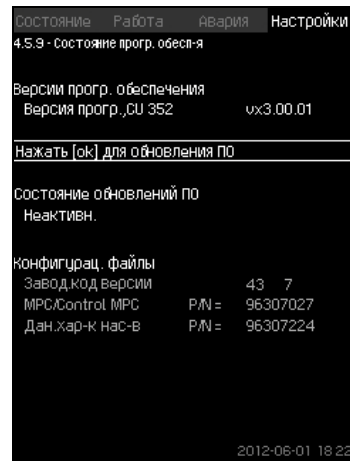 Состояние Работа Авария Настройки
4.5.9 - Состояние прогр. обесп-я
Версии прогр. обеспечения
Версия прогр.,CU 352 vx3.00.01
Нажать [ok] для обновления ПО
Состояние обновлений ПО
Неактивн.
Конфигурац. файлы
Завод.код версии 43 7
MPC/Control MPC P/N = 96307027
Дан.хар-к нас-в P/N = 96307224
2012-06-01 18:22